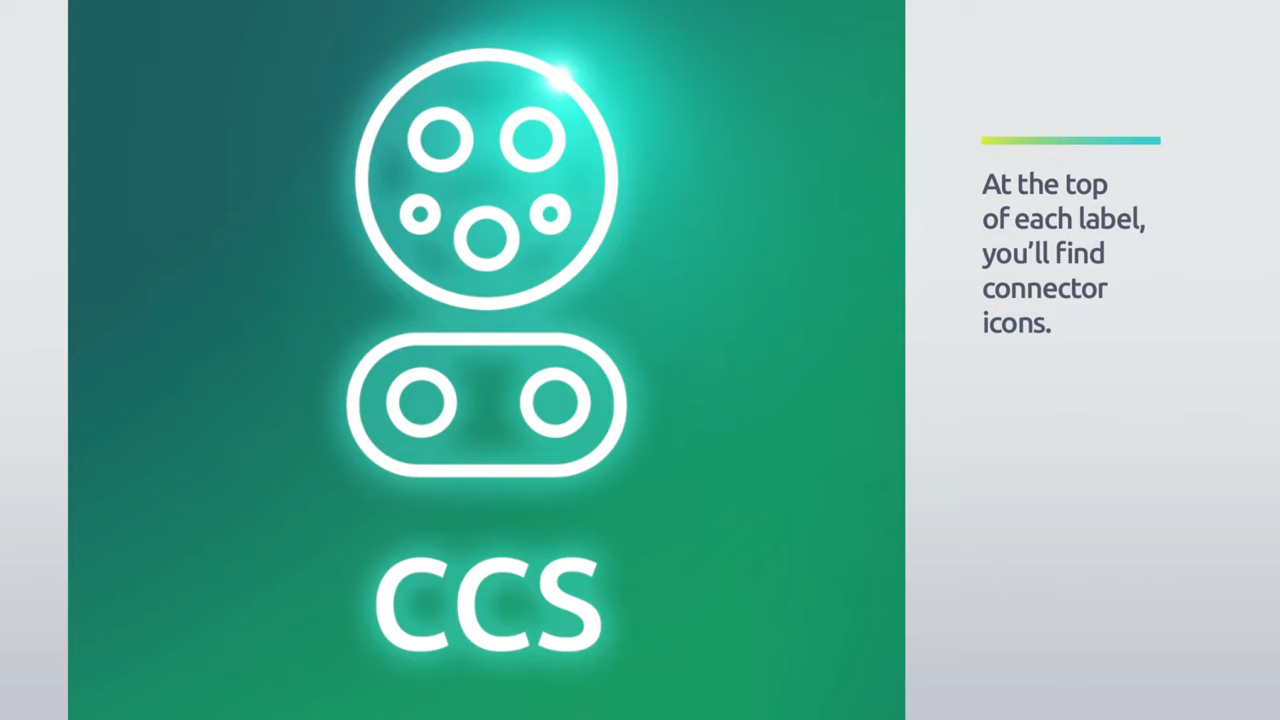 CCS
At the top
of each label,
you’ll find
connector
icons.